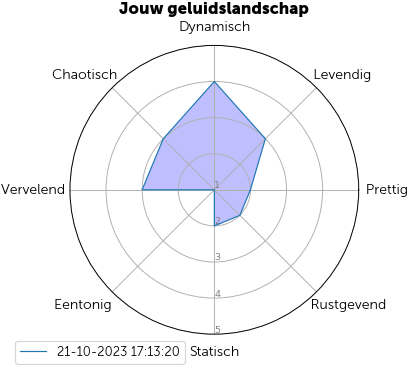 Jouw geluidslandschap
Dynamisch
Chaotisch
Levendig
1
Vervelend
Prettig
2
3
4
Eentonig
Rustgevend
5
21-10-2023 17:13:20
Statisch